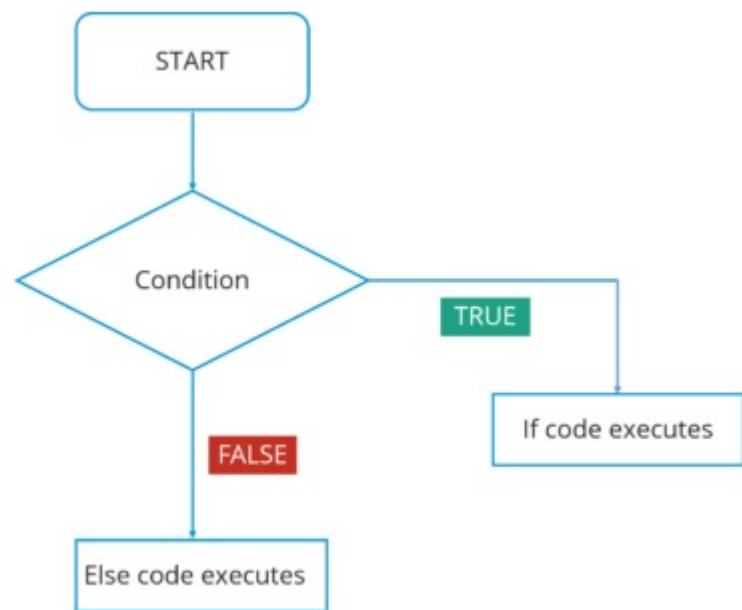 START
Condition
TRUE
If code executes
FALSE
Else code executes